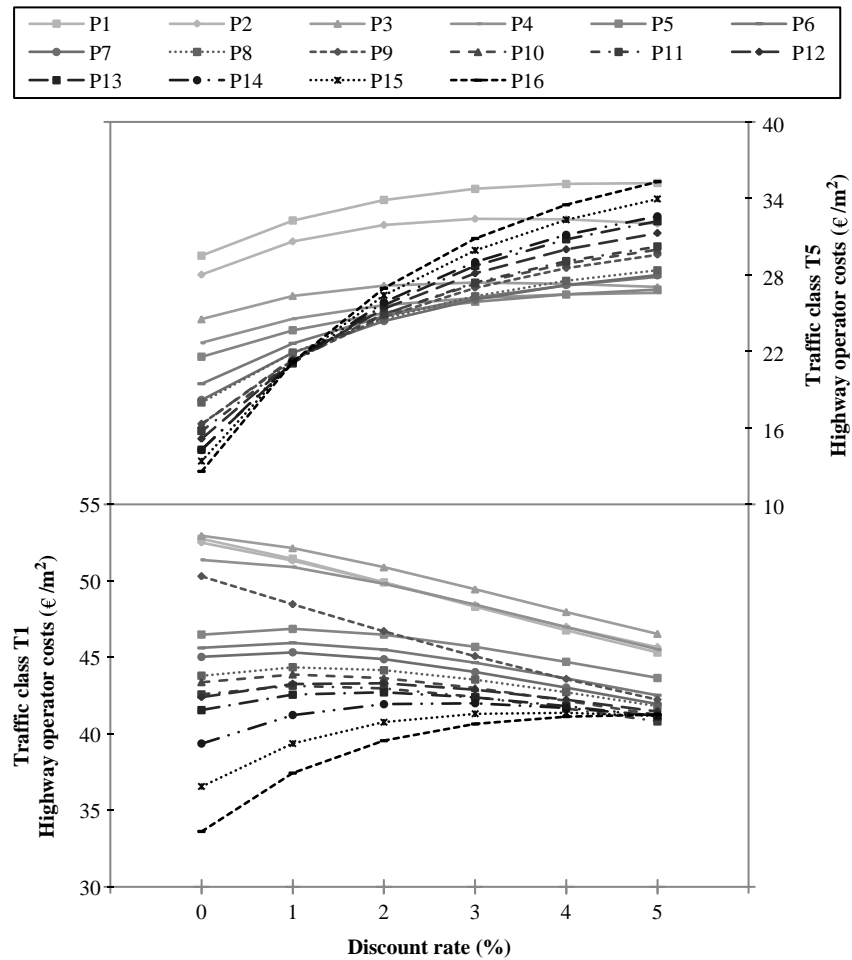 P1 P2 P3 P4 P5 P6
P7 P8 P9 P10 P11 P12
P13 P14 P15 P16
40
34
28
22
16
10
Traffic class T5
Highway operator costs (€/m²)
55
50
45
40
35
30
Traffic class T1
Highway operator costs (€/m²)
0 1 2 3 4 5
Discount rate (%)